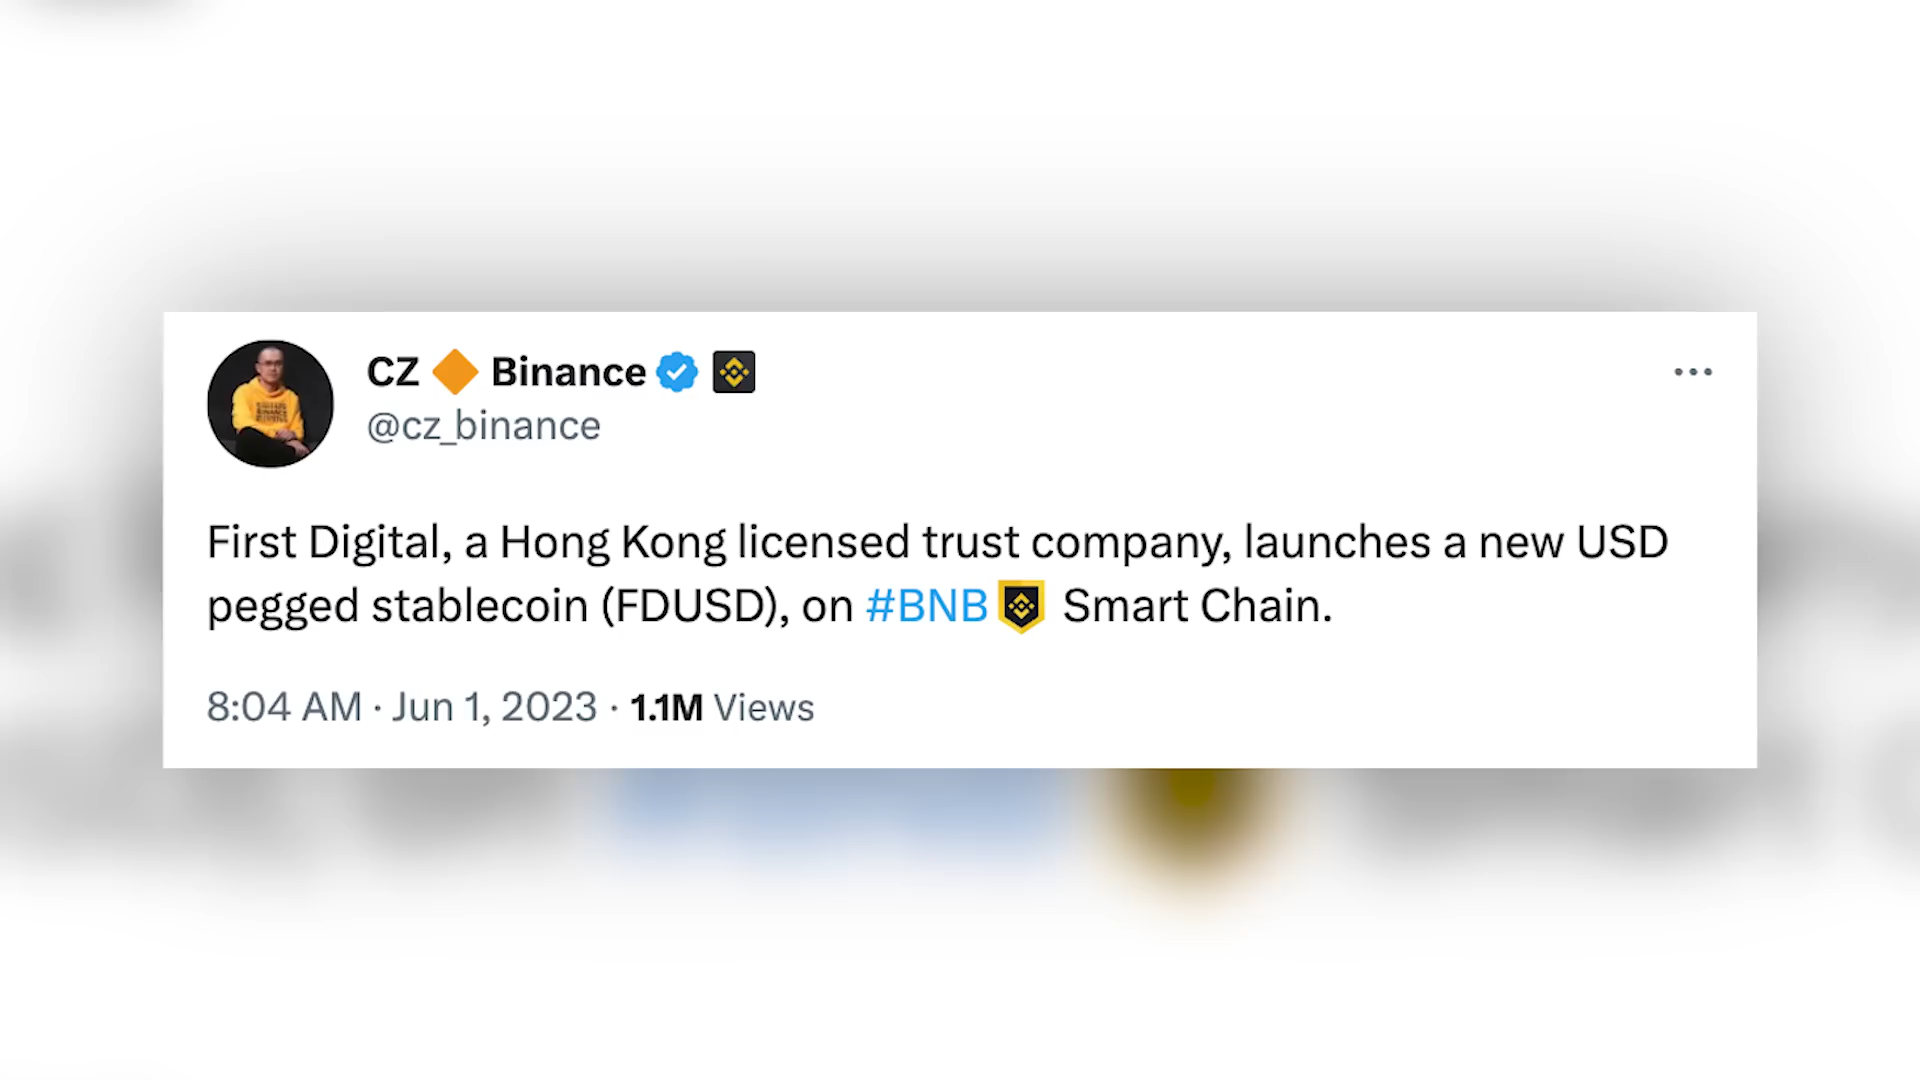 CZ 🔶 Binance
@cz_binance
First Digital, a Hong Kong licensed trust company, launches a new USD
pegged stablecoin (FDUSD), on #BNB Smart Chain.
8:04 AM · Jun 1, 2023 · 1.1M Views